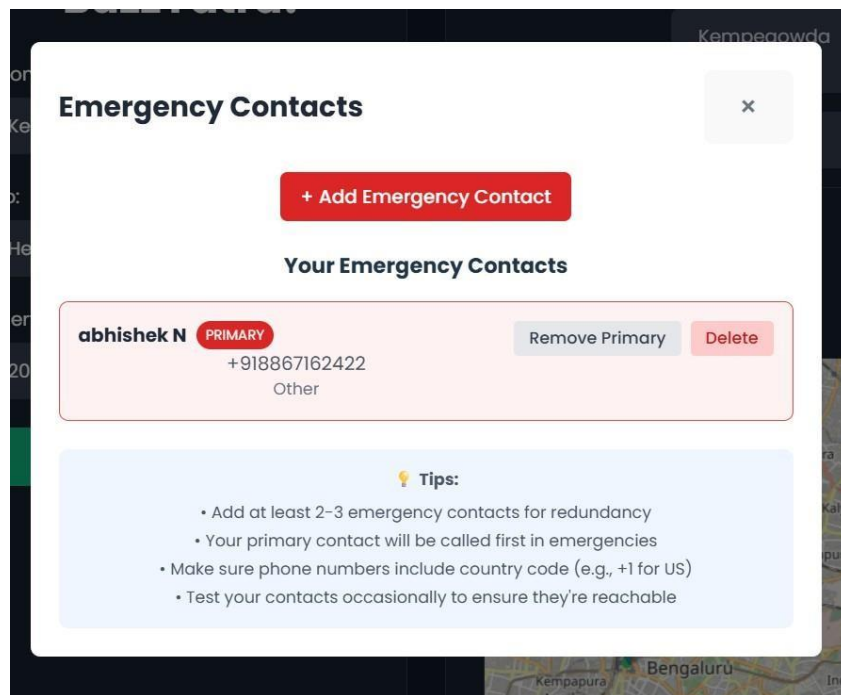 Kempegowda
Emergency Contacts
×
+ Add Emergency Contact
Your Emergency Contacts
abhishek N PRIMARY
Remove Primary
Delete
+918867162422
Other
💡 Tips:
• Add at least 2-3 emergency contacts for redundancy
• Your primary contact will be called first in emergencies
• Make sure phone numbers include country code (e.g., +1 for US)
• Test your contacts occasionally to ensure they're reachable
Bengaluru
Kempapura